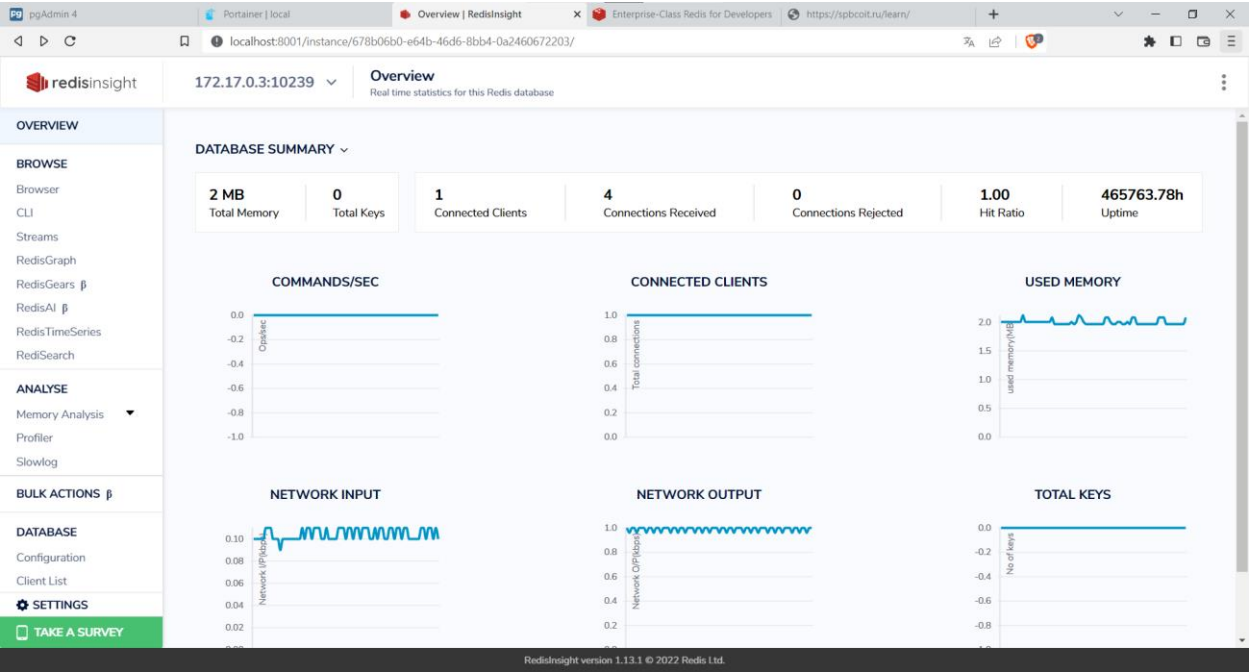 pgAdmin 4
Portainer | local
Overview | RedisInsight
Enterprise-Class Redis for Developers
https://spbcoit.ru/learn/
localhost:8001/instance/678b06b0-e64b-46d6-8bb4-0a2460672203/
redisinsight
172.17.0.3:10239
Overview
Real time statistics for this Redis database
OVERVIEW
BROWSE
Browser
CLI
Streams
RedisGraph
RedisGears β
RedisAI β
RedisTimeSeries
RediSearch
ANALYSE
Memory Analysis
Profiler
Slowlog
BULK ACTIONS β
DATABASE
Configuration
Client List
SETTINGS
TAKE A SURVEY
DATABASE SUMMARY
2 MB
Total Memory
0
Total Keys
1
Connected Clients
4
Connections Received
0
Connections Rejected
1.00
Hit Ratio
465763.78h
Uptime
COMMANDS/SEC
0.0
-0.2
-0.4
-0.6
-0.8
-1.0
Ops/sec
CONNECTED CLIENTS
1.0
0.8
0.6
0.4
0.2
0.0
Total connections
USED MEMORY
2.0
1.5
1.0
0.5
0.0
used memory(MB)
NETWORK INPUT
0.10
0.08
0.06
0.04
0.02
Network I/P(kbps)
NETWORK OUTPUT
1.0
0.8
0.6
0.4
0.2
Network O/P(kbps)
TOTAL KEYS
0.0
-0.2
-0.4
-0.6
-0.8
No of keys
RedisInsight version 1.13.1 © 2022 Redis Ltd.